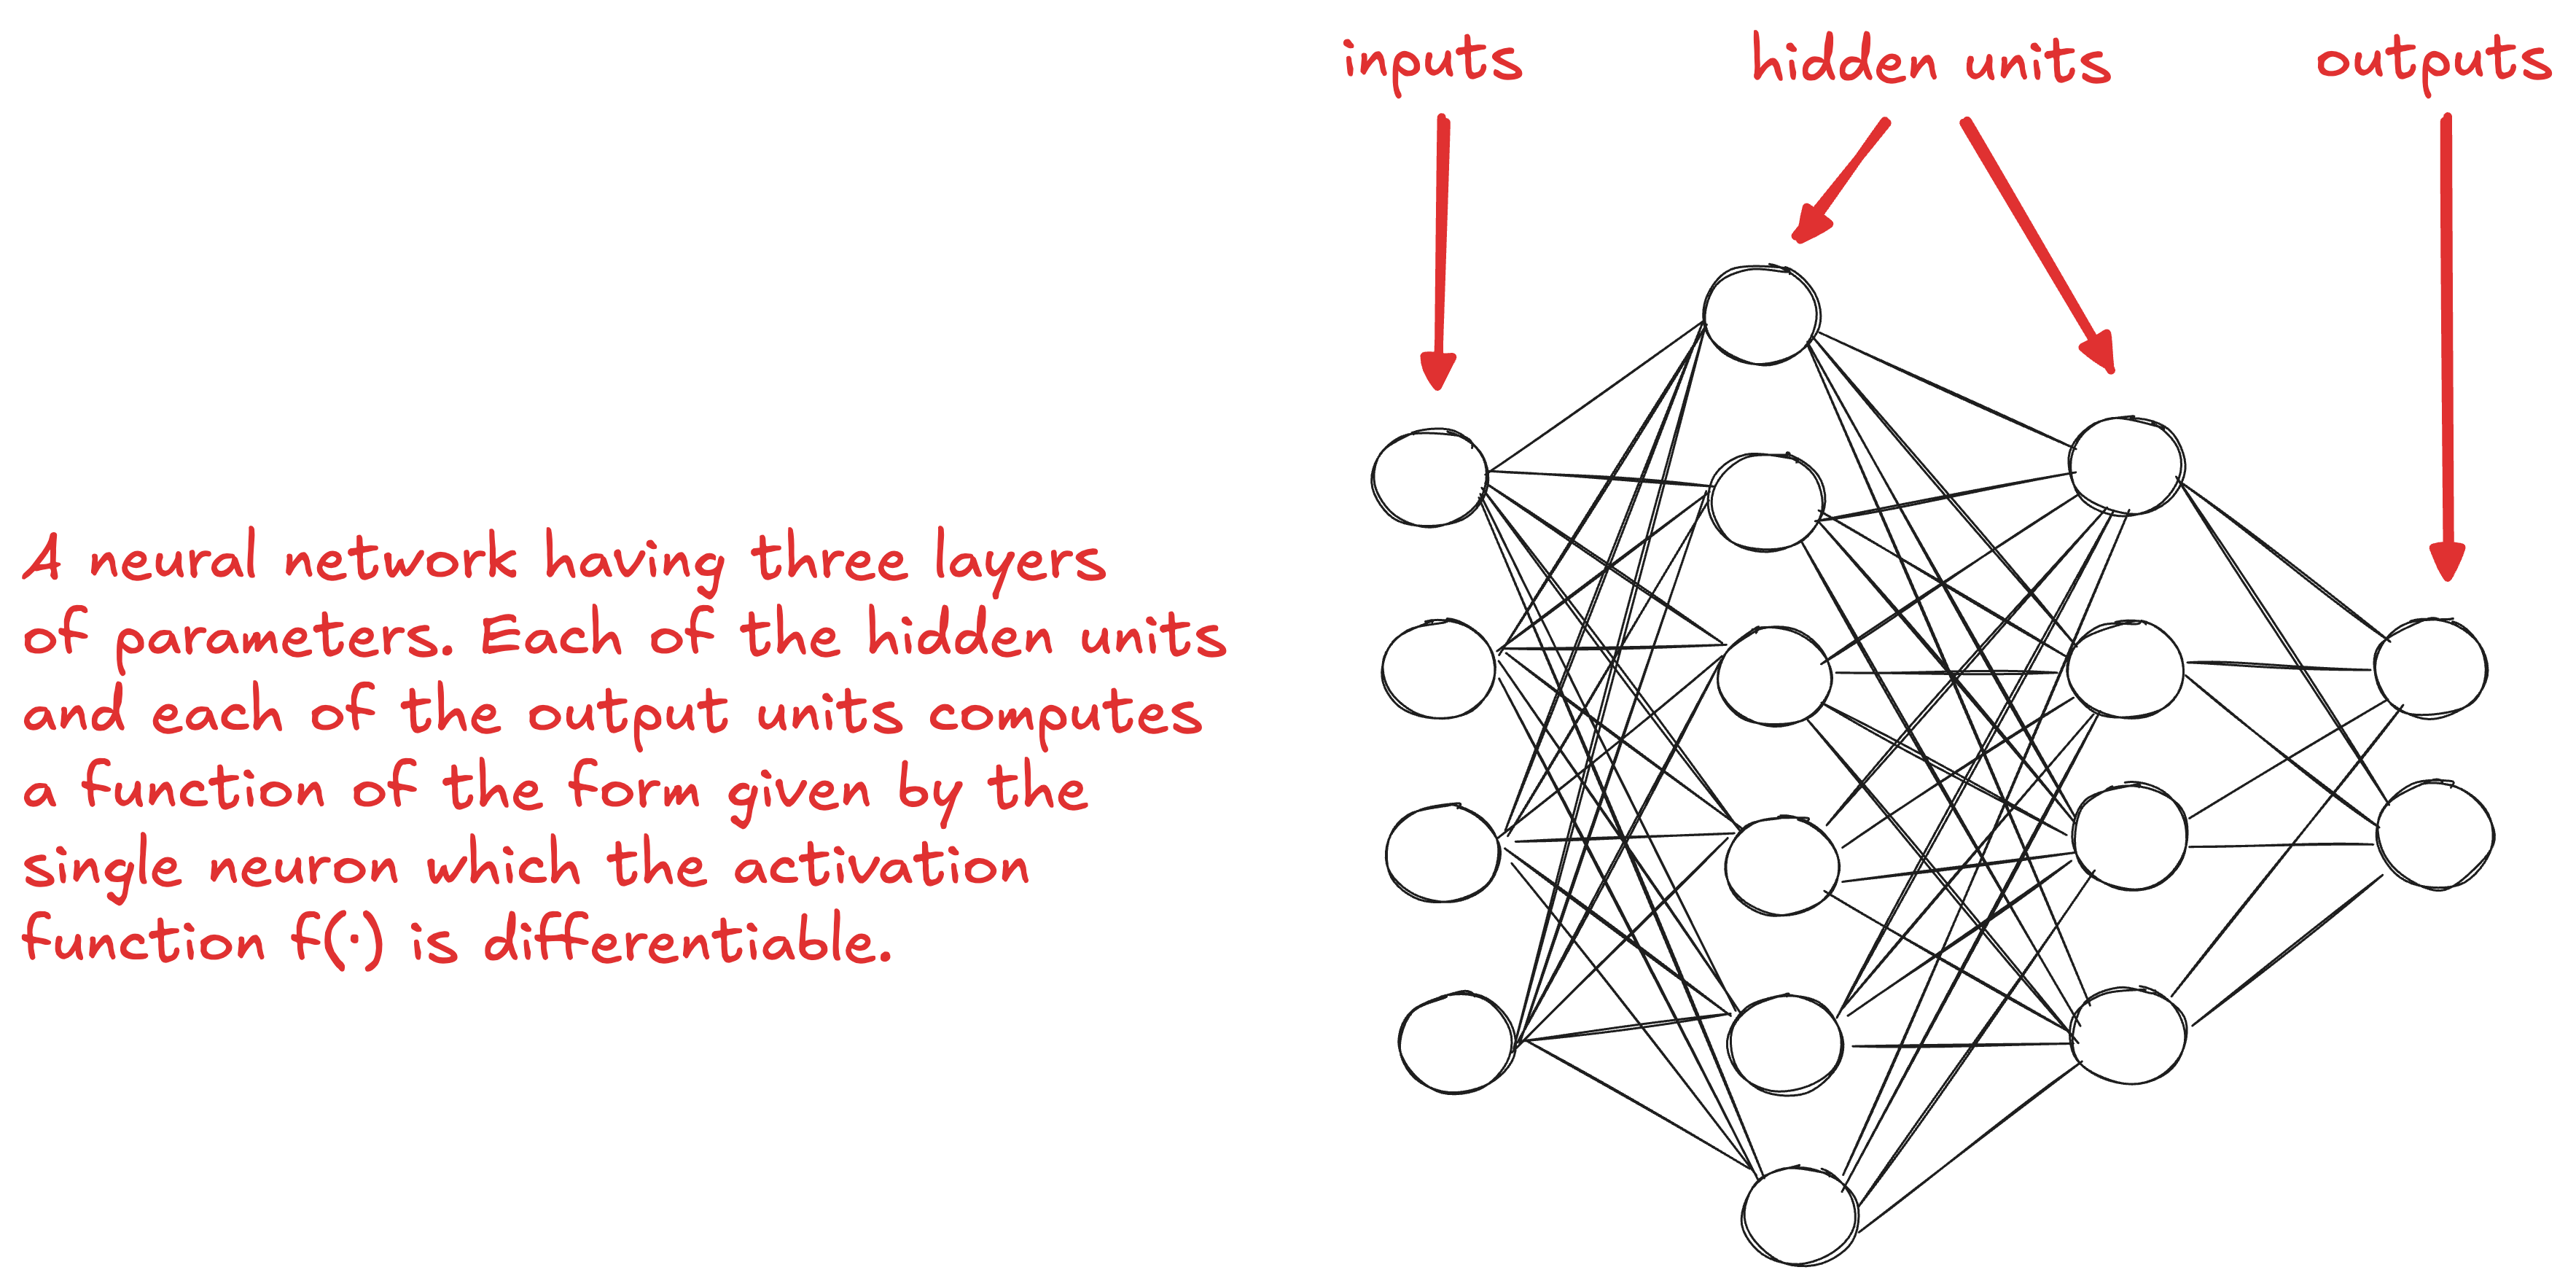 inputs
hidden units
outputs
A neural network having three layers
of parameters. Each of the hidden units
and each of the output units computes
a function of the form given by the
single neuron which the activation
function f(·) is differentiable.